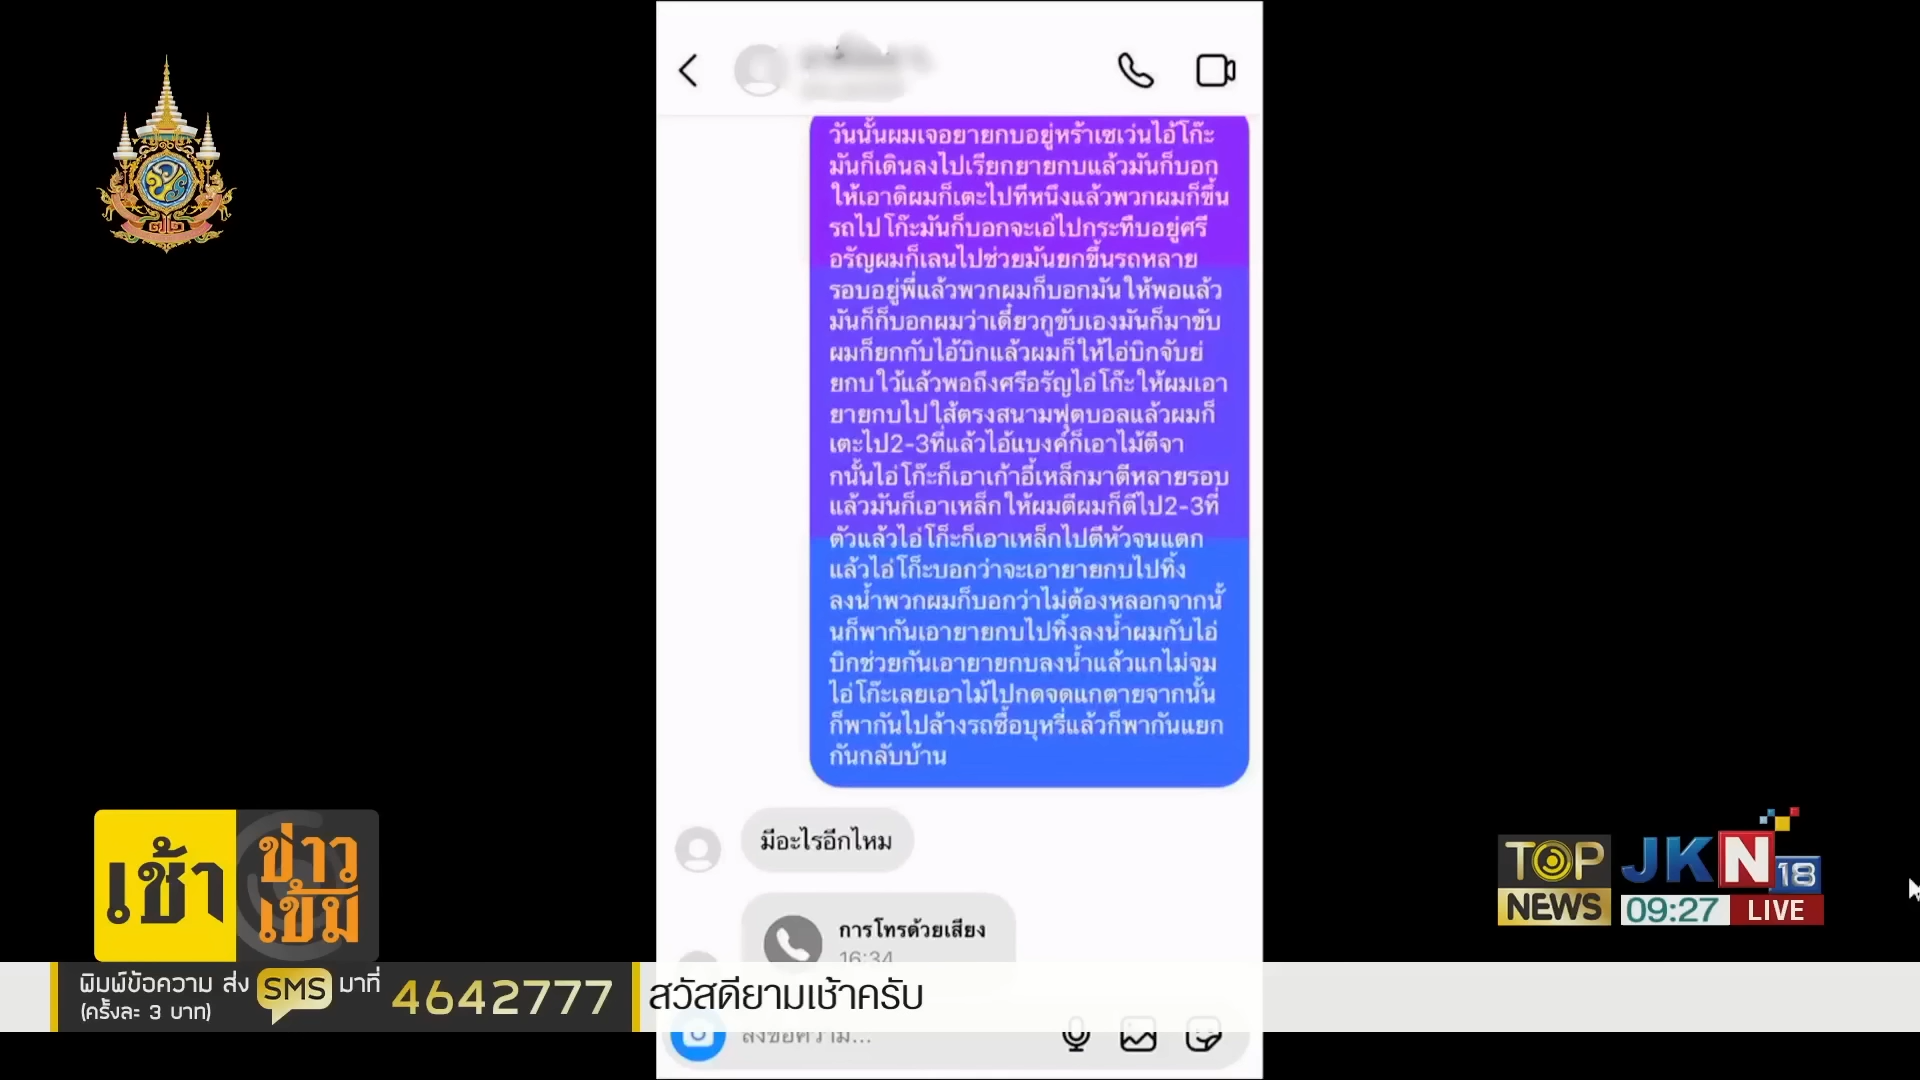 วันนั้นผมเจอยายกบอยู่หร้าเซเว่นไอ้โก๊ะ
มันก็เดินลงไปเรียกยายกบแล้วมันก็บอก
ให้เอาดิผมก็เตะไปทีหนึงแล้วพวกผมก็ขึ้น
รถไปโก๊ะมันก็บอกจะเอ่ไปกระทืบอยู่ศรี
อรัญผมก็เลนไปช่วยมันยกขึ้นรถหลาย
รอบอยู่พี่แล้วพวกผมก็บอกมันให้พอแล้ว
มันก็ก็บอกผมว่าเดี๋ยวกูขับเองมันก็มาขับ
ผมก็ยกกับไอ้บิกแล้วผมก็ให้ไอ่บิกจับย่
ยกบใว้แล้วพอถึงศรีอรัญไอ่โก๊ะให้ผมเอา
ยายกบไปใส้ตรงสนามฟุตบอลแล้วผมก็
เตะไป2-3ที่แล้วไอ้แบงค์ก็เอาไม้ตีจา
กนั้นไอ่โก๊ะก็เอาเก้าอี้เหล็กมาตีหลายรอบ
แล้วมันก็เอาเหล็กให้ผมตีผมก็ตีไป2-3ที่
ตัวแล้วไอ่โก็ะก็เอาเหล็กไปตีหัวจนแตก
แล้วไอ่โก็ะบอกว่าจะเอายายกบไปทิ้ง
ลงน้ำพวกผมก็บอกว่าไม่ต้องหลอกจากนั้
นก็พากันเอายายกบไปทิ้งลงน้ำผมกับไอ่
บิกช่วยกันเอายายกบลงน้ำแล้วแกไม่จม
ไอ่โก๊ะเลยเอาไม้ไปกดจดแกตายจากนั้น
ก็พากันไปล้างรถซื้อบุหรี่แล้วก็พากันแยก
กันกลับบ้าน
มีอะไรอีกไหม
การโทรด้วยเสียง
16:34
เช้า ข่าวเข้ม
TOP NEWS
JKN 18
09:27 LIVE
พิมพ์ข้อความ ส่ง SMS มาที่ 4642777
(ครั้งละ 3 บาท)
สวัสดียามเช้าครับ
ส่งข้อความ...